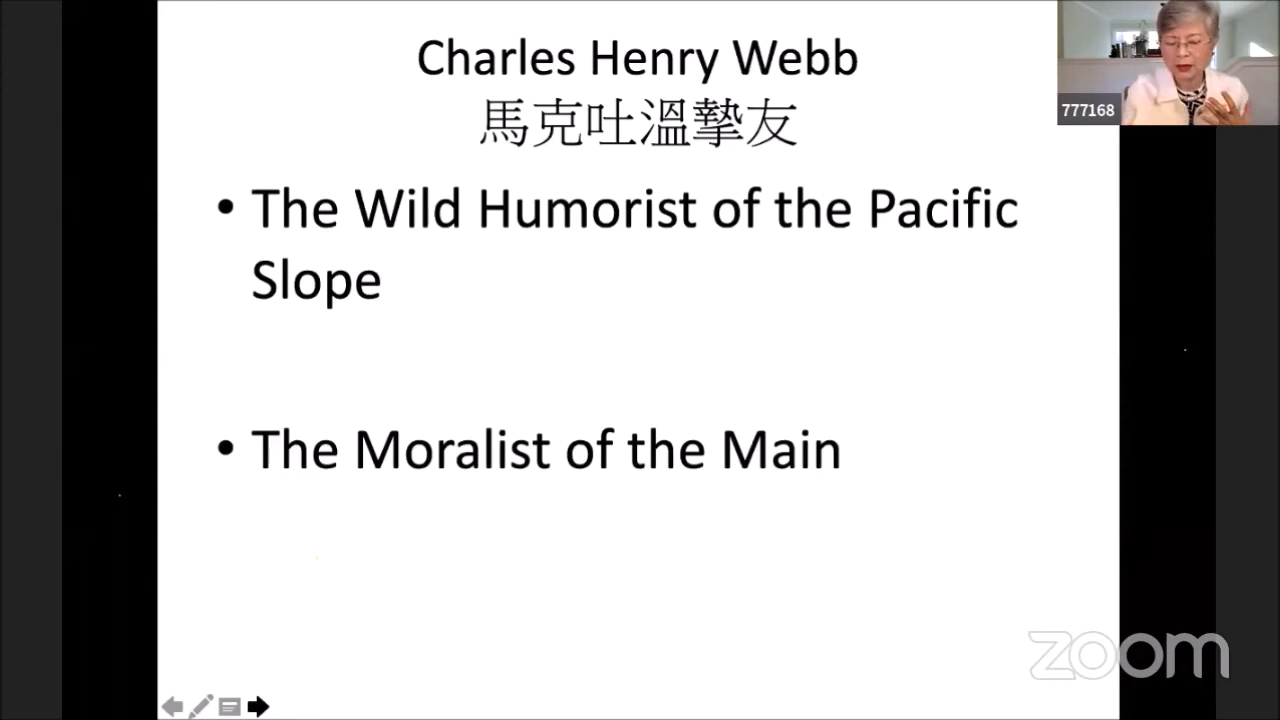 Charles Henry Webb
馬克吐溫摯友
777168
• The Wild Humorist of the Pacific
Slope
• The Moralist of the Main
zoom